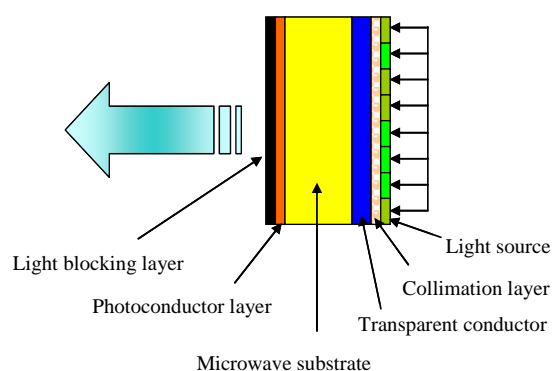 Light source
Light blocking layer
Collimation layer
Photoconductor layer
Transparent conductor
Microwave substrate